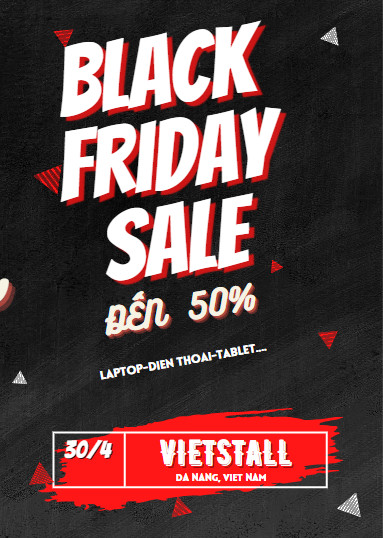 BLACK
FRIDAY
SALE
ĐẾN 50%
LAPTOP-DIEN THOAI-TABLET....
30/4
VIETSTALL
DA NANG, VIET NAM